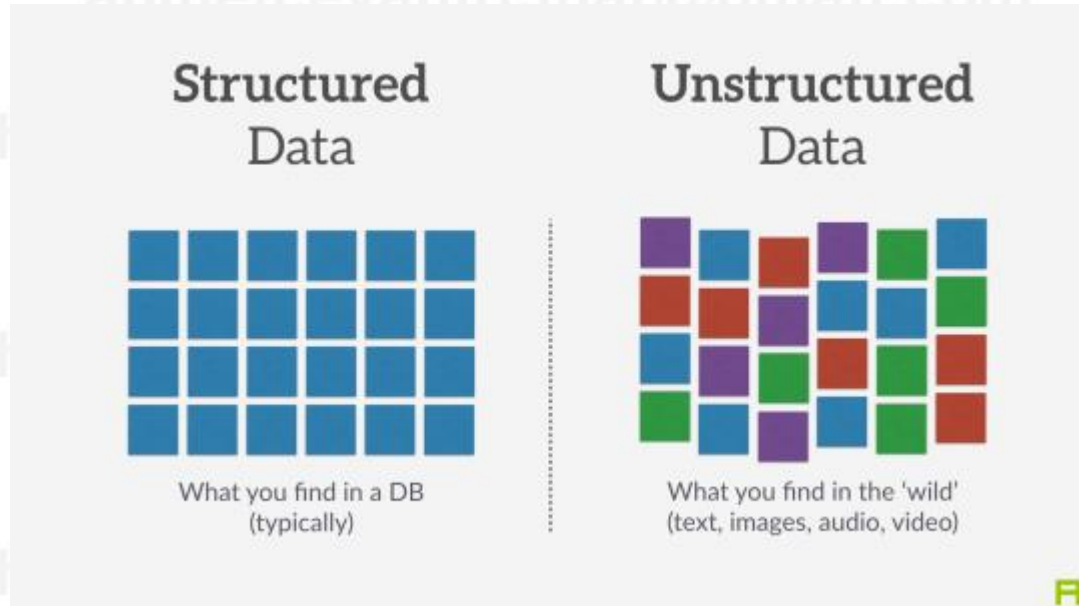 Structured
Data
What you find in a DB
(typically)
Unstructured
Data
What you find in the ‘wild’
(text, images, audio, video)